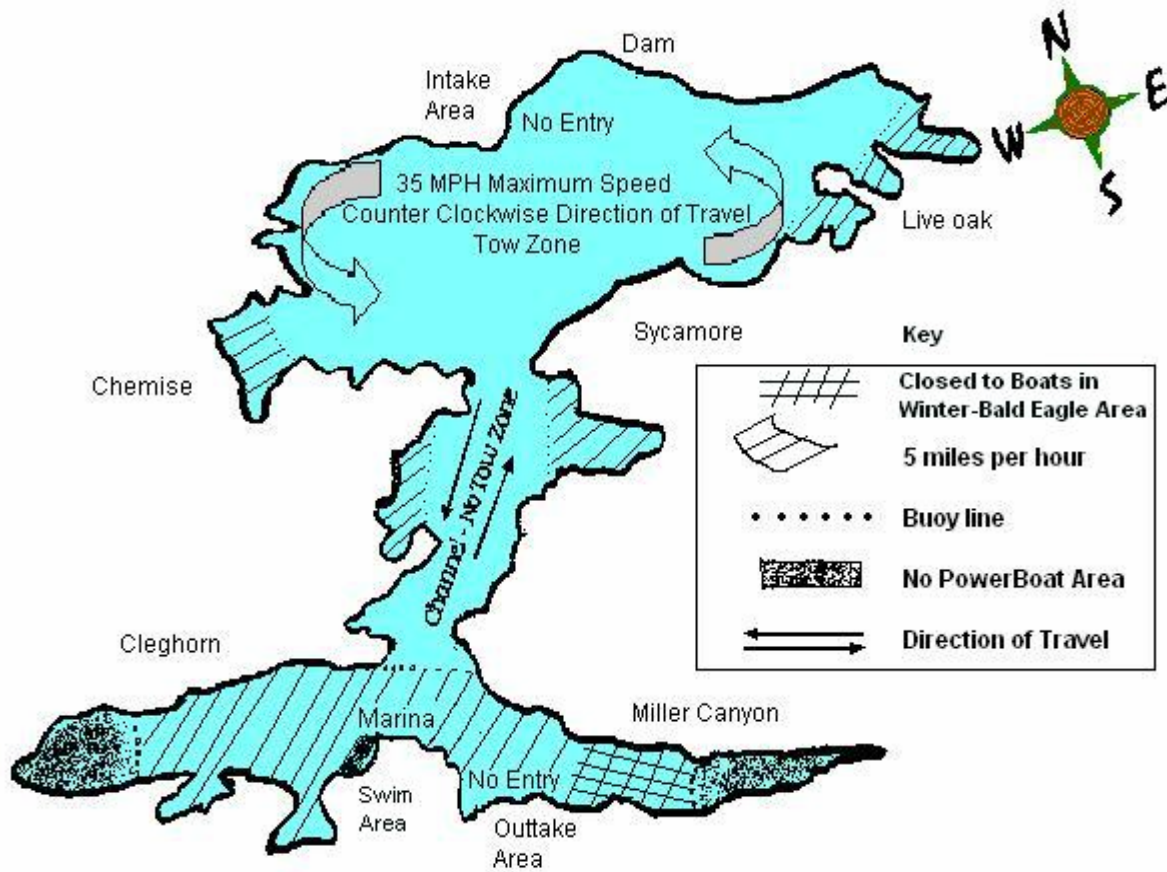 Dam
N
E
W
S
Intake
Area
No Entry
35 MPH Maximum Speed
Counter Clockwise Direction of Travel
Tow Zone
Live oak
Sycamore
Chemise
Key
Closed to Boats in
Winter-Bald Eagle Area
5 miles per hour
Buoy line
No PowerBoat Area
Direction of Travel
Channel - No Tow Zone
Cleghorn
Marina
Miller Canyon
No Entry
Swim
Area
Outtake
Area